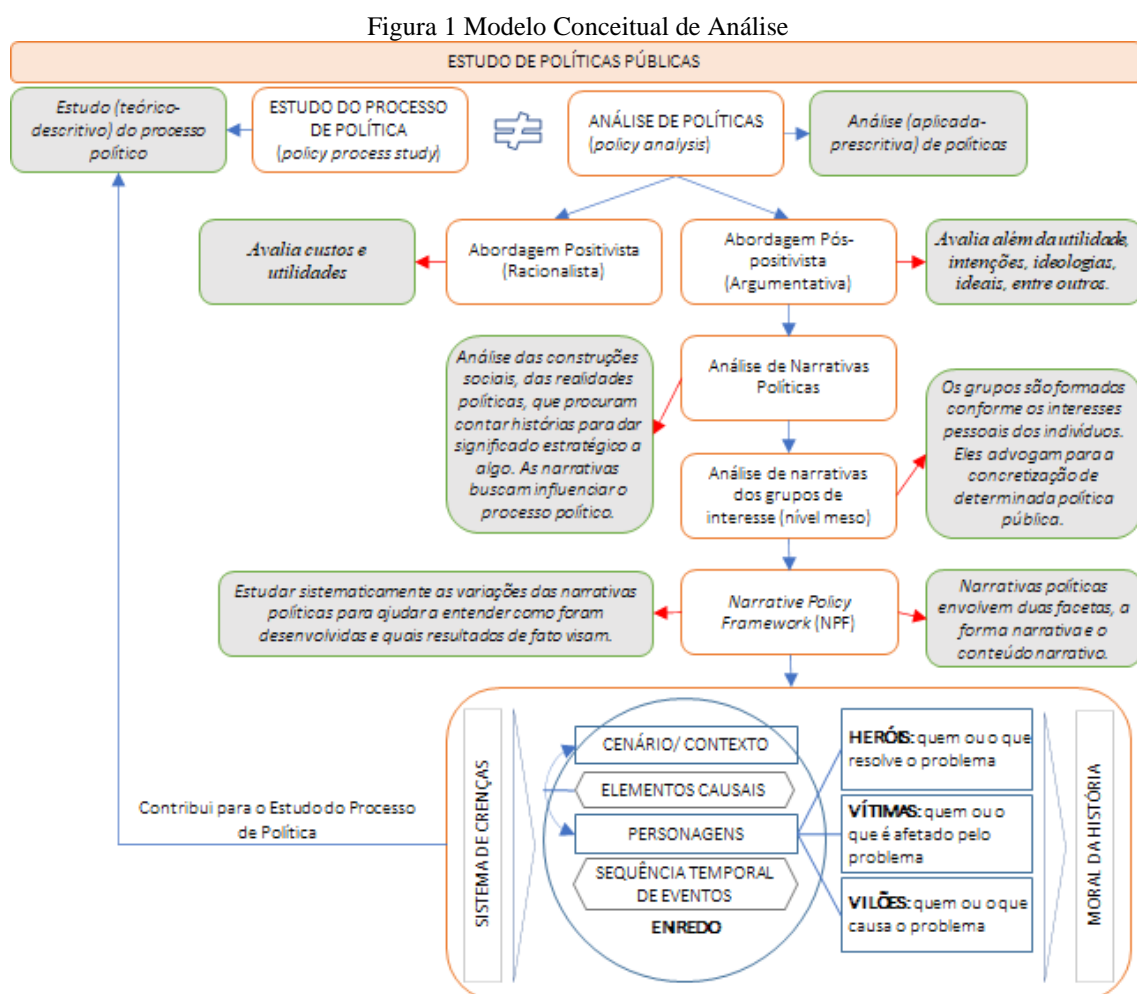 Figura 1 Modelo Conceitual de Análise
ESTUDO DE POLÍTICAS PÚBLICAS
Estudo (teórico-
descritivo) do processo
político
ESTUDO DO PROCESSO
DE POLÍTICA
(policy process study)
ANÁLISE DE POLÍTICAS
(policy analysis)
Análise (aplicada-
prescritiva) de políticas
Avalia custos e
utilidades
Abordagem Positivista
(Racionalista)
Abordagem Pós-
positivista
(Argumentativa)
Avalia além da utilidade,
intenções, ideologias,
ideais, entre outros.
Análise das construções
sociais, das realidades
políticas, que procuram
contar histórias para dar
significado estratégico a
algo. As narrativas
buscam influenciar o
processo político.
Análise de Narrativas
Políticas
Os grupos são formados
conforme os interesses
pessoais dos indivíduos.
Eles advogam para a
concretização de
determinada política
pública.
Análise de narrativas
dos grupos de
interesse (nível meso)
Estudar sistematicamente as variações das narrativas
políticas para ajudar a entender como foram
desenvolvidas e quais resultados de fato visam.
Narrative Policy
Framework (NPF)
Narrativas políticas
envolvem duas facetas, a
forma narrativa e o
conteúdo narrativo.
Contribui para o Estudo do Processo
de Política
SISTEMA DE CRENÇAS
CENÁRIO/ CONTEXTO
ELEMENTOS CAUSAIS
PERSONAGENS
SEQUÊNCIA TEMPORAL
DE EVENTOS
ENREDO
HERÓIS: quem ou o que
resolve o problema
VÍTIMAS: quem ou o
que é afetado pelo
problema
VILÕES: quem ou o que
causa o problema
MORAL DA HISTÓRIA